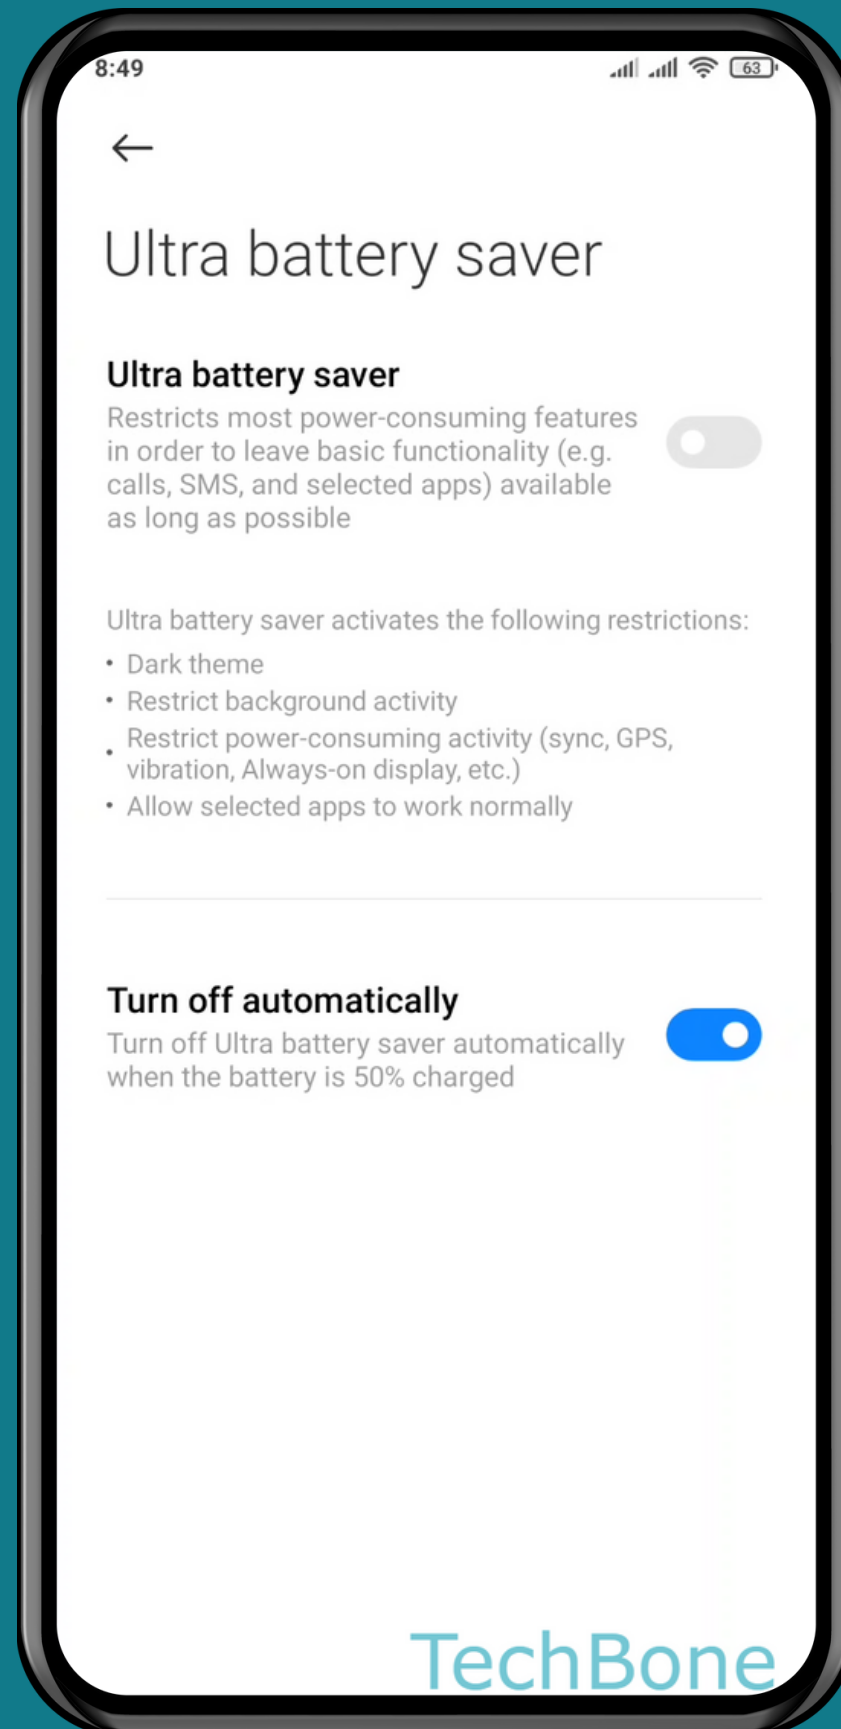 8:49
63
Ultra battery saver
Ultra battery saver
Restricts most power-consuming features
in order to leave basic functionality (e.g.
calls, SMS, and selected apps) available
as long as possible
Ultra battery saver activates the following restrictions:
• Dark theme
• Restrict background activity
• Restrict power-consuming activity (sync, GPS,
vibration, Always-on display, etc.)
• Allow selected apps to work normally
Turn off automatically
Turn off Ultra battery saver automatically
when the battery is 50% charged
TechBone